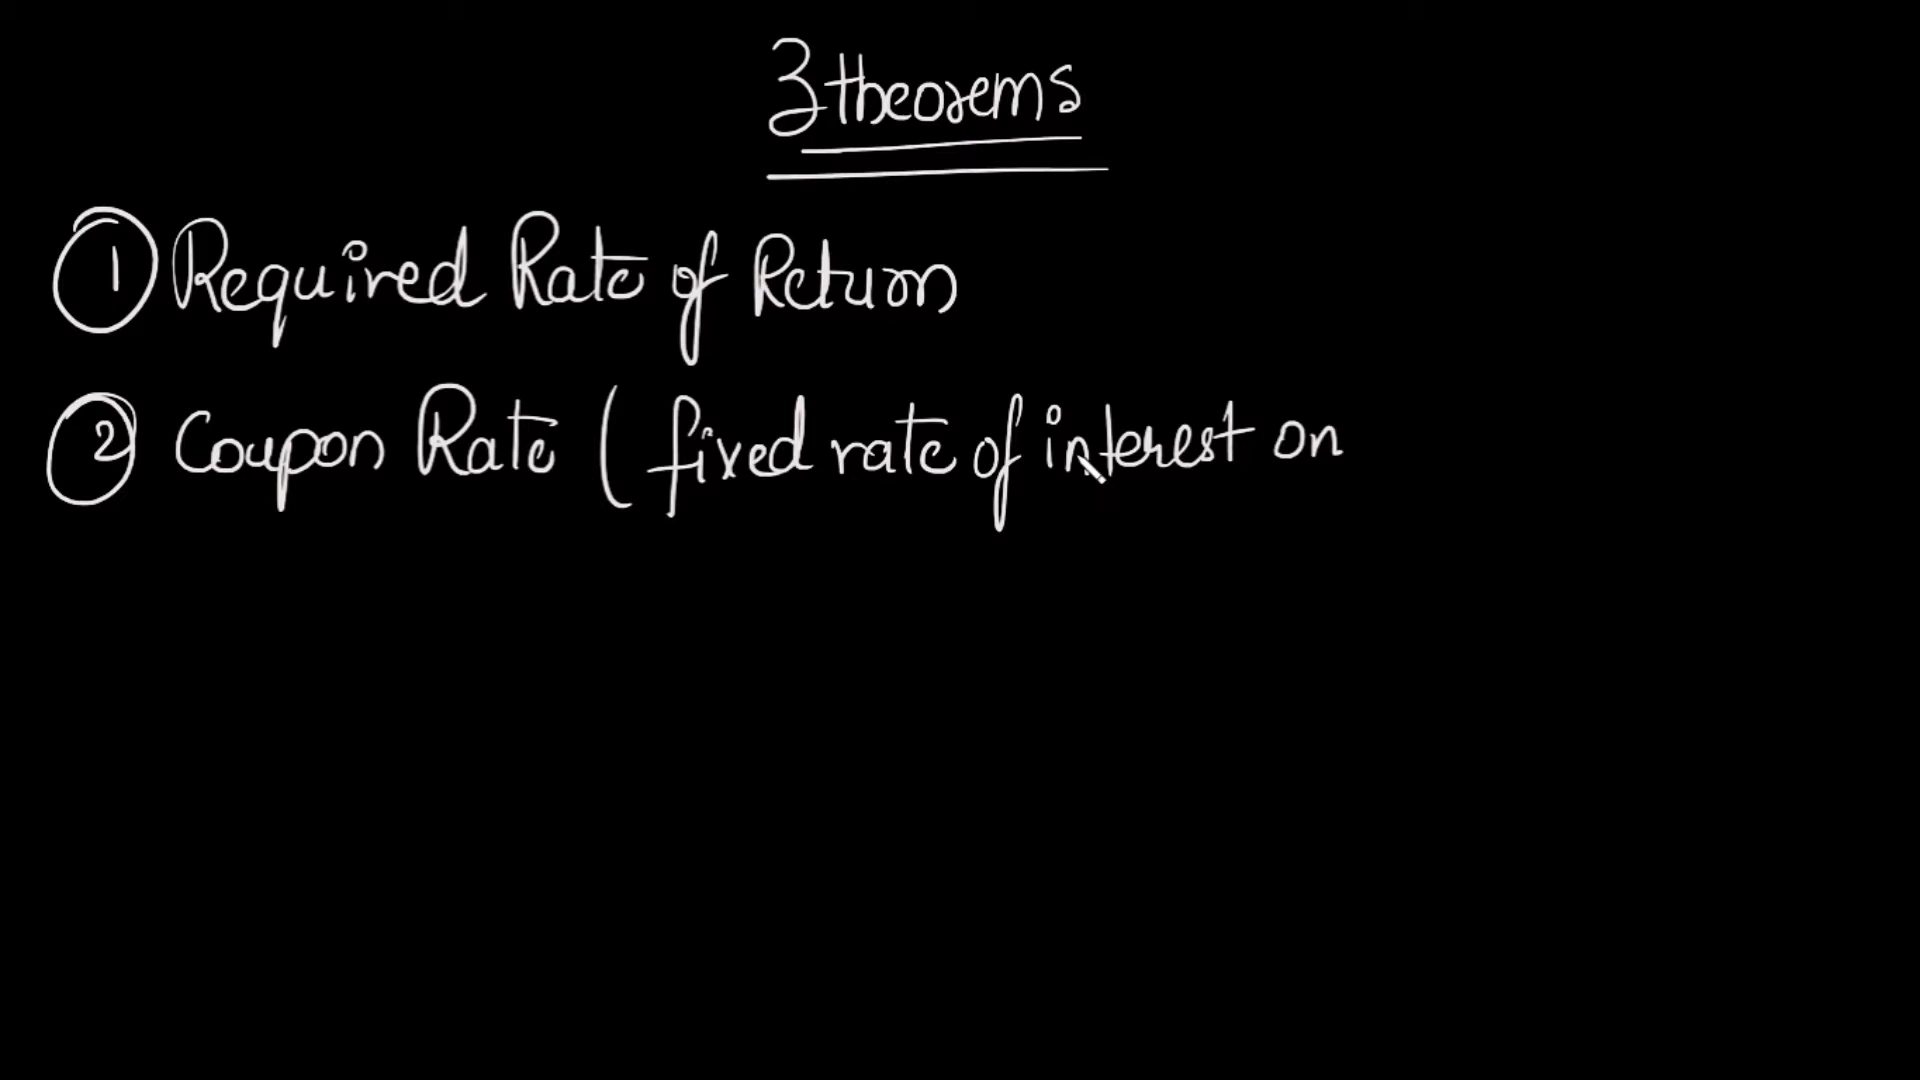 3 theorems
1 Required Rate of Return
2 Coupon Rate ( fixed rate of interest on